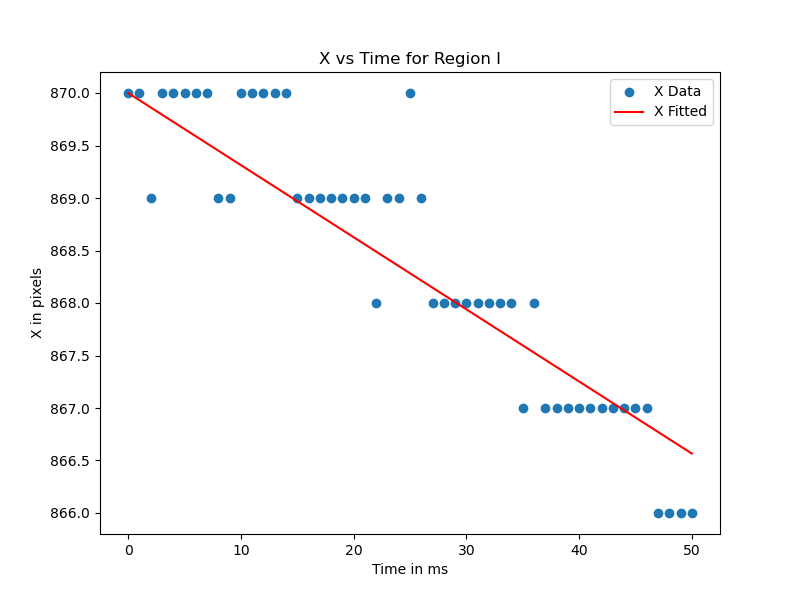 X vs Time for Region I
X Data
X Fitted
870.0
869.5
869.0
868.5
868.0
867.5
867.0
866.5
866.0
X in pixels
0 10 20 30 40 50
Time in ms